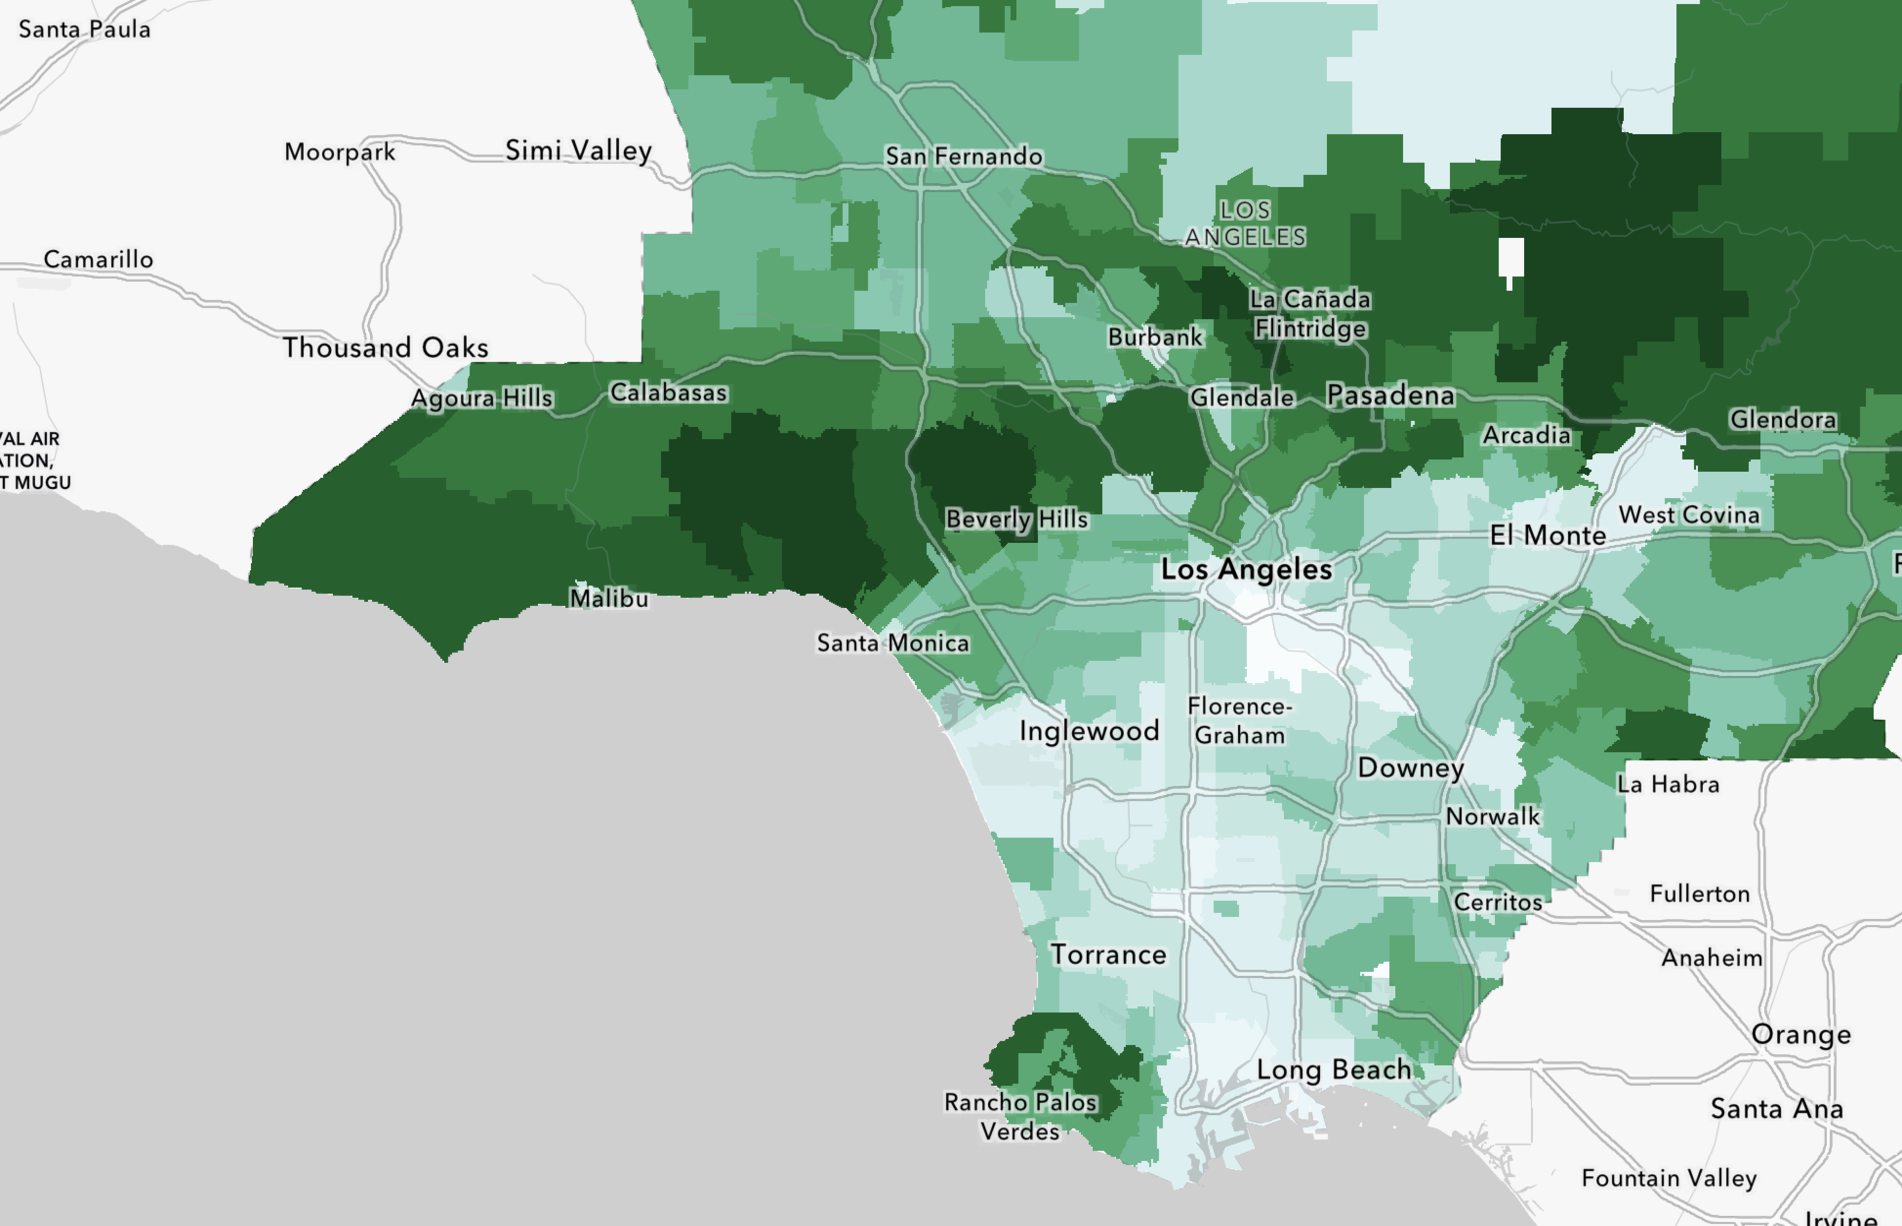 Santa Paula
Moorpark
Simi Valley
San Fernando
LOS
ANGELES
Camarillo
La Cañada
Flintridge
Burbank
Thousand Oaks
Agoura Hills
Calabasas
Glendale
Pasadena
Glendora
Arcadia
VAL AIR
ATION,
T MUGU
Beverly Hills
West Covina
El Monte
Los Angeles
Malibu
Santa Monica
Florence-
Graham
Inglewood
Downey
La Habra
Norwalk
Fullerton
Cerritos
Torrance
Anaheim
Orange
Long Beach
Rancho Palos
Verdes
Santa Ana
Fountain Valley
Irvine